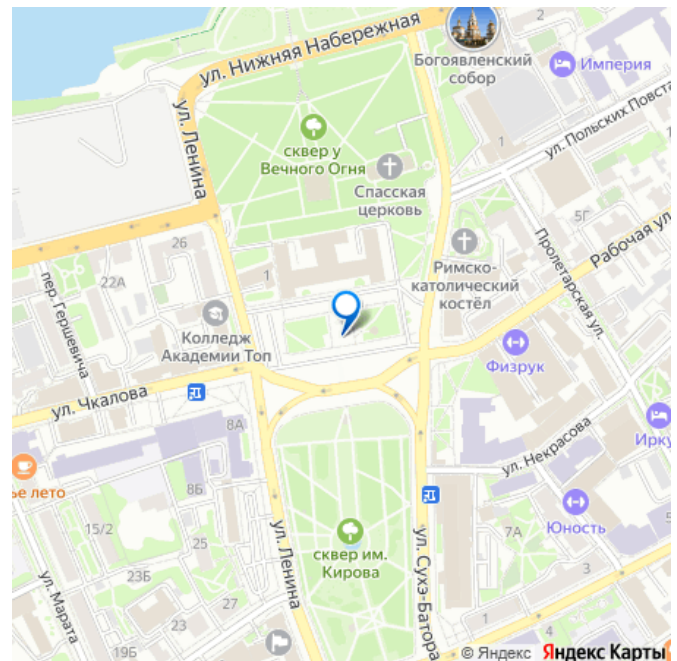 ул. Нижняя Набережная
2
Богоявленский
собор
Империя
ул. Польских Повста
1
ул. Ленина
сквер у
Вечного Огня
Спасская
церковь
5Г
Рабочая ул
Пролетарская ул.
26
22А
пер. Гершевича
1
Римско-
католический
костёл
Колледж
Академии Топ
Физрук
ул. Чкалова
8А
ул. Некрасова
Ирку
ье лето
8Б
15/2
25
23Б
ул. Марата
27
23
19Б
ул. Ленина
сквер им.
Кирова
ул. Сухэ-Батора
7А
Юность
5
3
1
4
© Яндекс Яндекс Карты